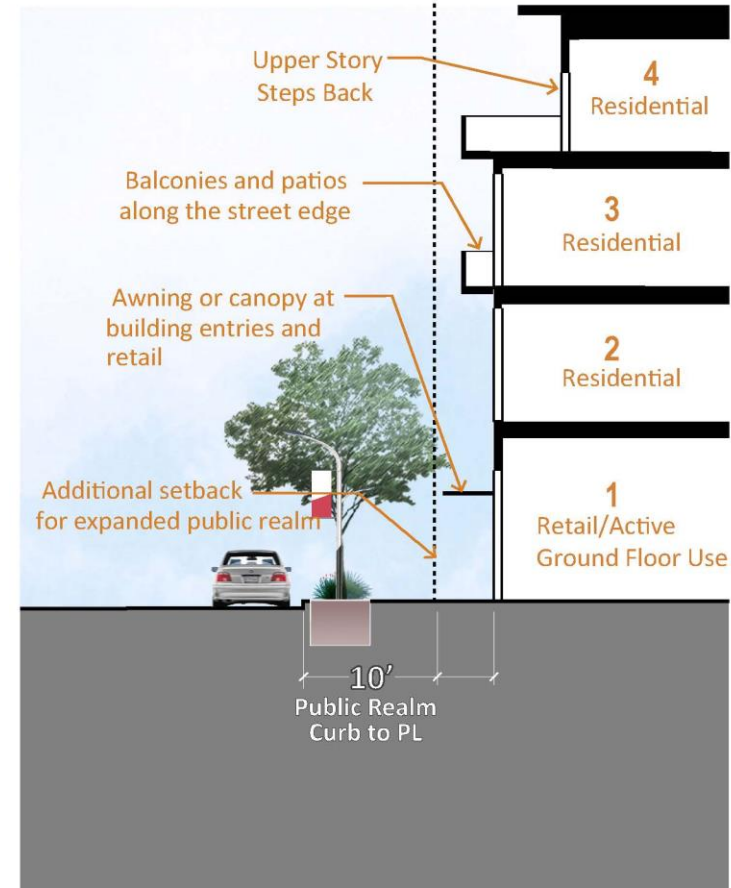 Upper Story
Steps Back
4
Residential
Balconies and patios
along the street edge
3
Residential
Awning or canopy at
building entries and
retail
2
Residential
Additional setback
for expanded public realm
1
Retail/Active
Ground Floor Use
10'
Public Realm
Curb to PL